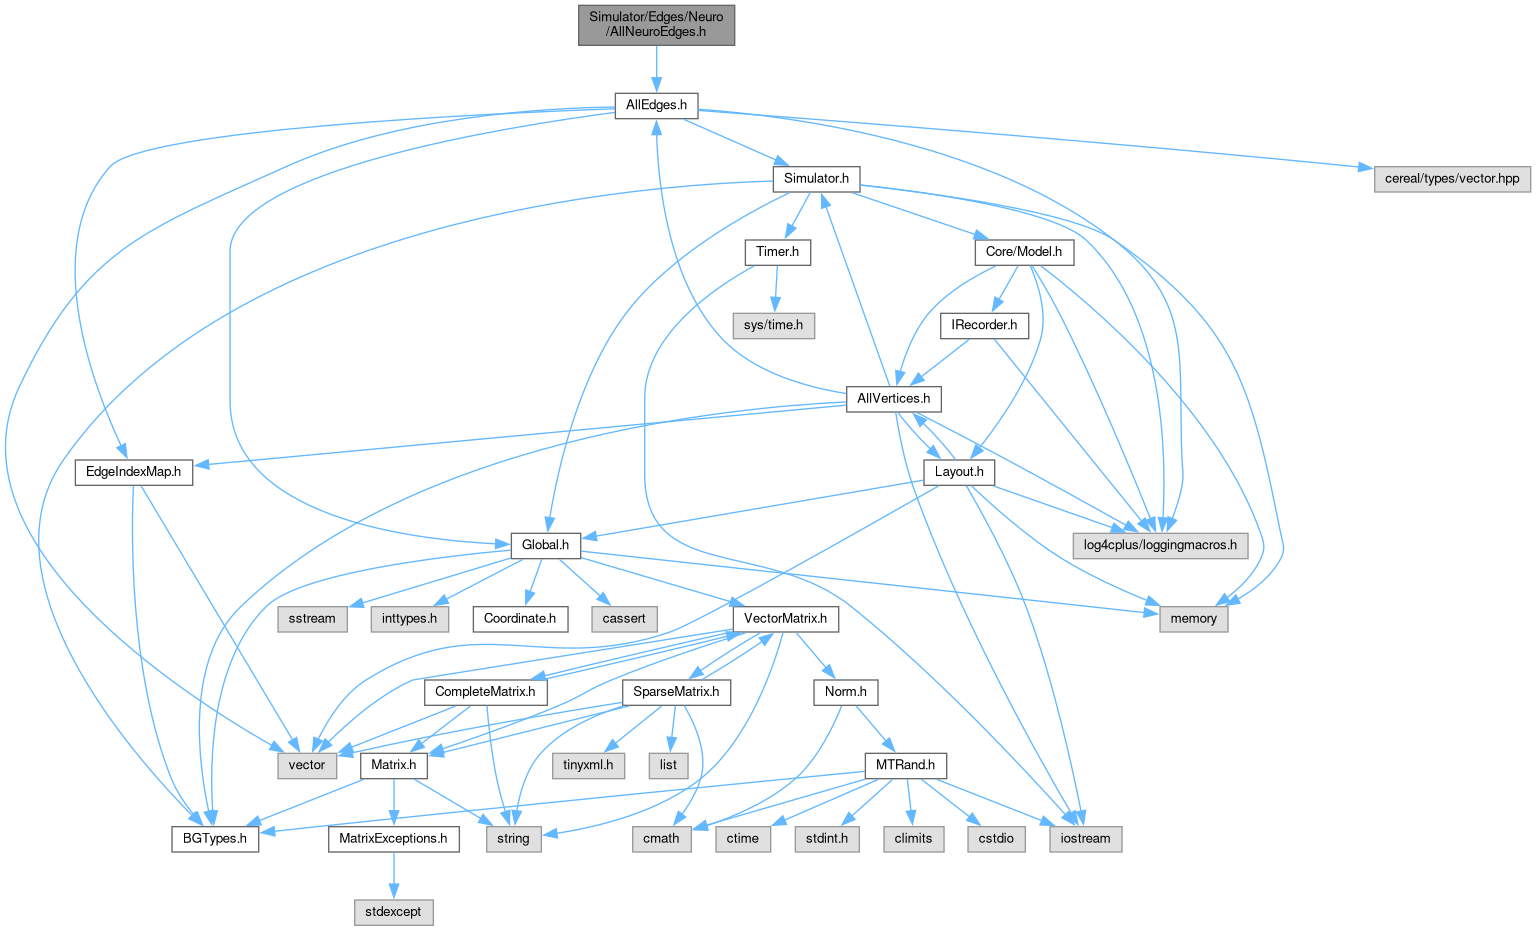 Simulator/Edges/Neuro
/AllNeuroEdges.h
AllEdges.h
Simulator.h
cereal/types/vector.hpp
Timer.h
Core/Model.h
sys/time.h
IRecorder.h
AllVertices.h
EdgeIndexMap.h
Layout.h
Global.h
log4cplus/loggingmacros.h
sstream
inttypes.h
Coordinate.h
cassert
VectorMatrix.h
memory
CompleteMatrix.h
SparseMatrix.h
Norm.h
vector
Matrix.h
tinyxml.h
list
MTRand.h
BGTypes.h
MatrixExceptions.h
string
cmath
ctime
stdint.h
climits
cstdio
iostream
stdexcept